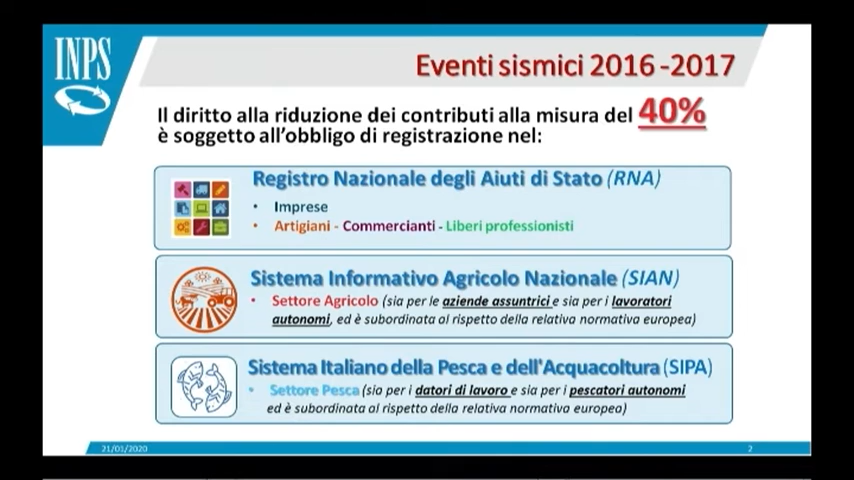 INPS
Eventi sismici 2016 -2017
Il diritto alla riduzione dei contributi alla misura del 40%
è soggetto all'obbligo di registrazione nel:
Registro Nazionale degli Aiuti di Stato (RNA)
• Imprese
• Artigiani - Commercianti - Liberi professionisti
Sistema Informativo Agricolo Nazionale (SIAN)
• Settore Agricolo (sia per le aziende assuntrici e sia per i lavoratori
autonomi, ed è subordinata al rispetto della relativa normativa europea)
Sistema Italiano della Pesca e dell'Acquacoltura (SIPA)
• Settore Pesca (sia per i datori di lavoro e sia per i pescatori autonomi
ed è subordinata al rispetto della relativa normativa europea)
21/01/2020
2